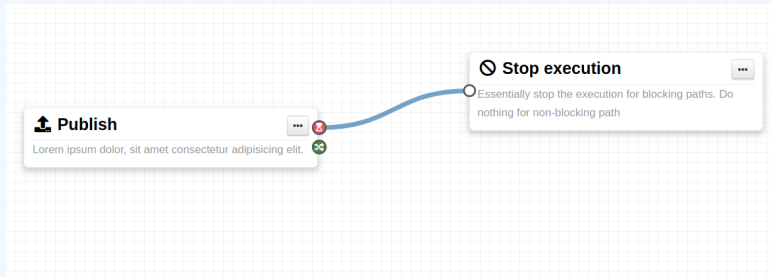 Stop execution
Essentially stop the execution for blocking paths. Do
nothing for non-blocking path
Publish
Lorem ipsum dolor, sit amet consectetur adipisicing elit.